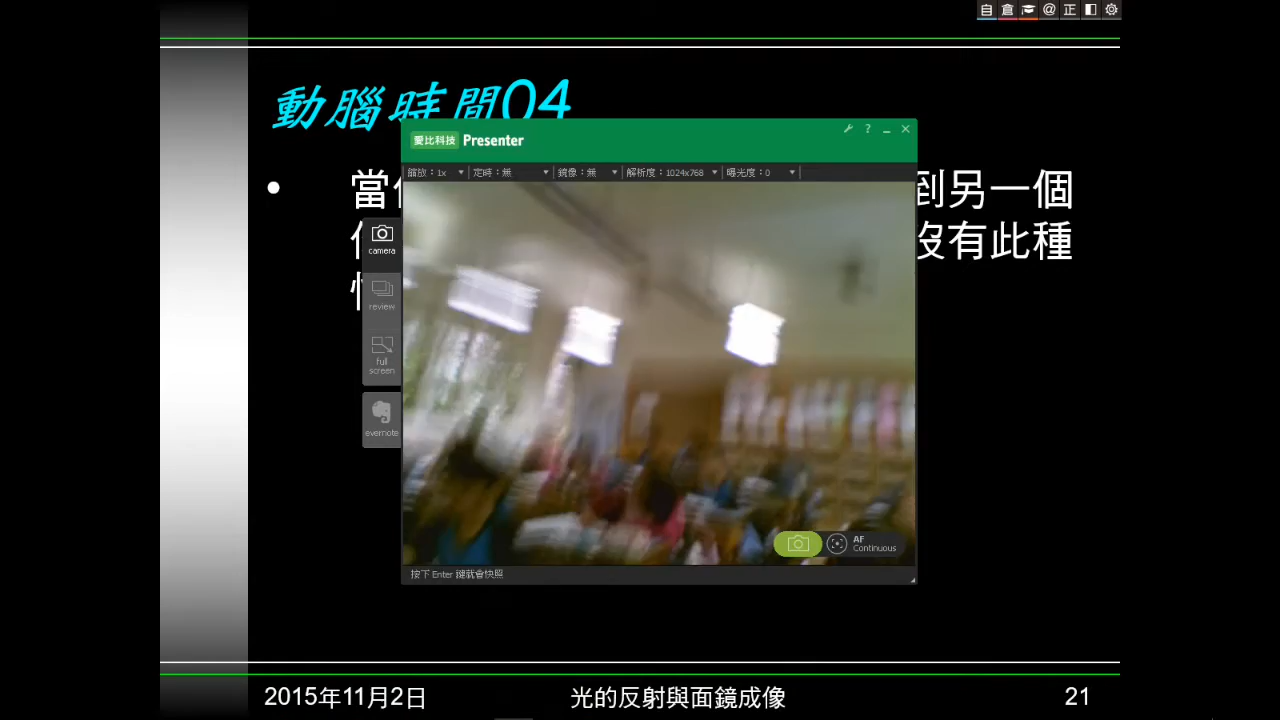 自 倉 @ 正
動腦時間04
愛比科技 Presenter
縮放：1x 定時：無 鏡像：無 解析度：1024x768 曝光度：0
• 當 到另一個
沒有此種
camera
review
full
screen
evernote
AF
Continuous
按下 Enter 鍵就會快照
2015年11月2日 光的反射與面鏡成像 21